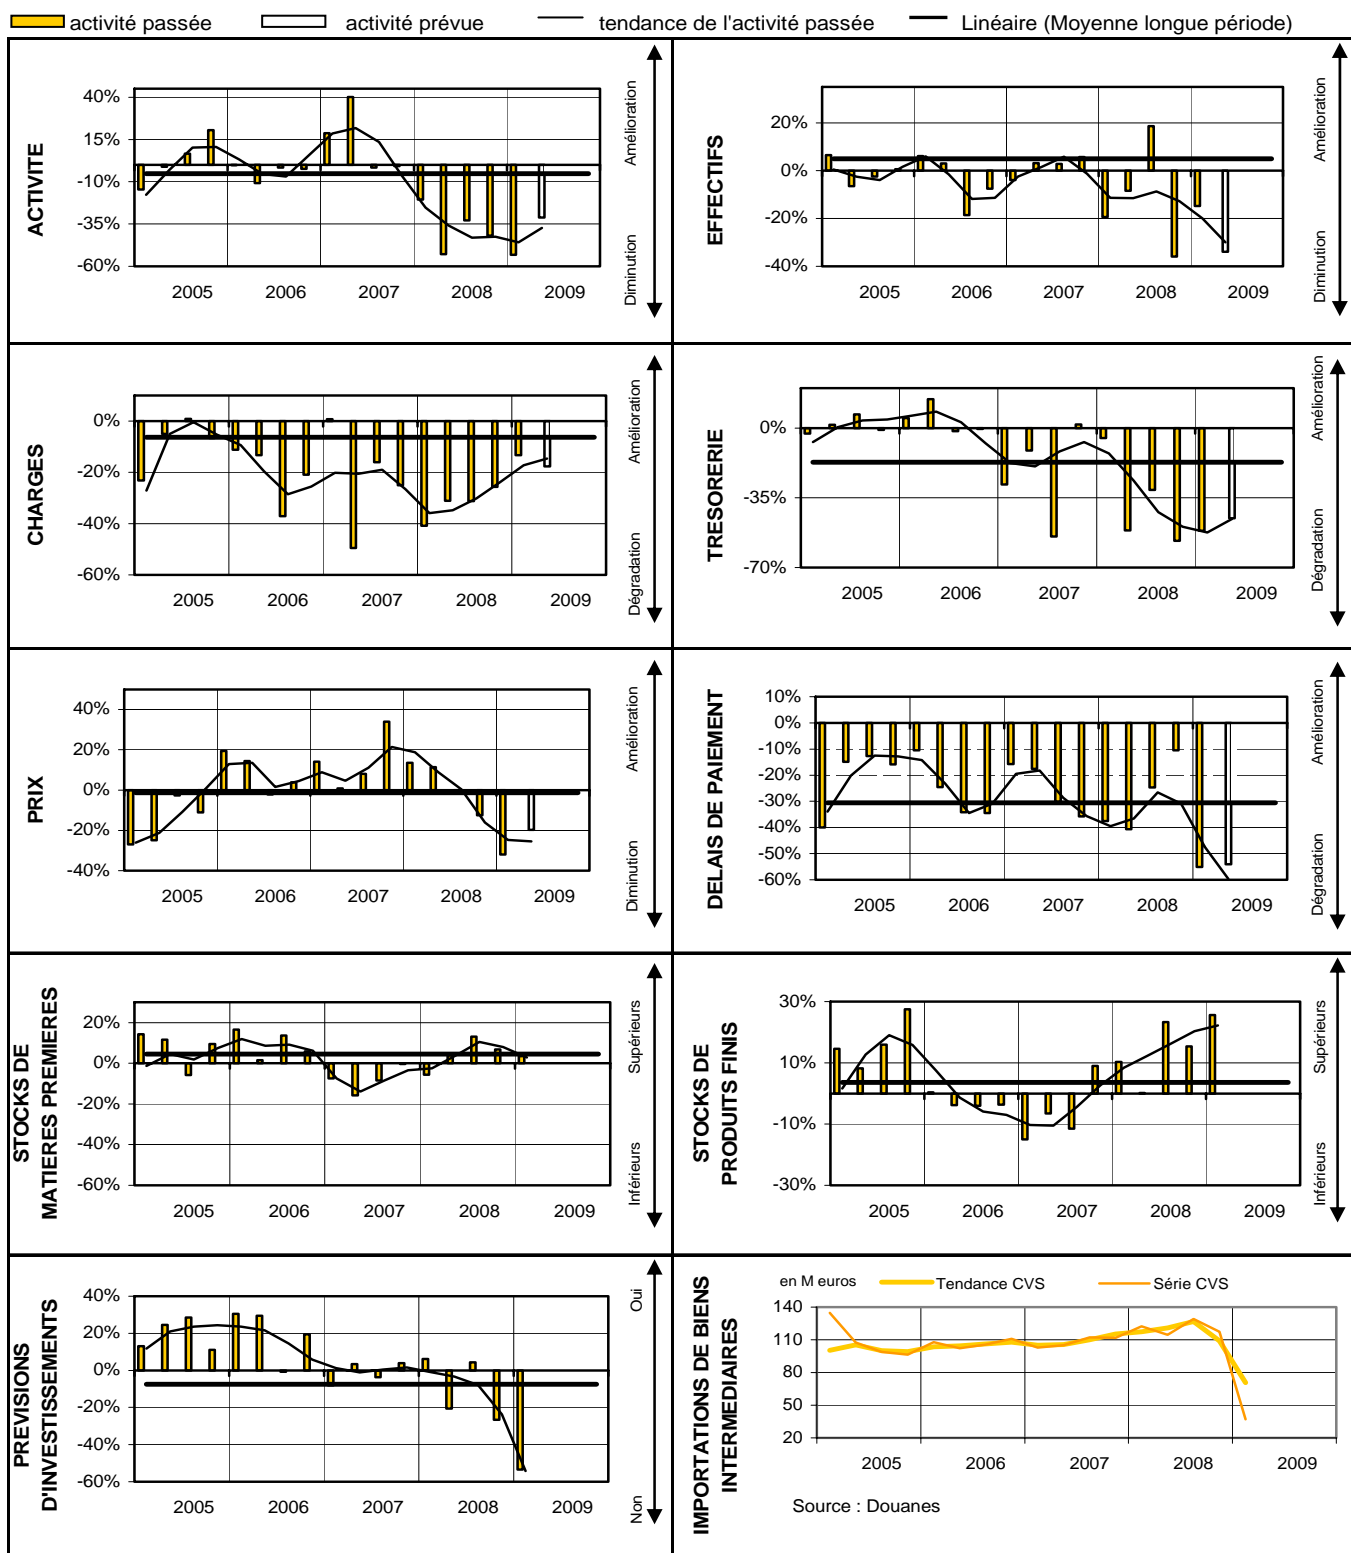 activité passée activité prévue tendance de l'activité passée Linéaire (Moyenne longue période)
ACTIVITE
40%
15%
-10%
-35%
-60%
2005 2006 2007 2008 2009
Amélioration
Diminution
EFFECTIFS
20%
0%
-20%
-40%
2005 2006 2007 2008 2009
Amélioration
Diminution
CHARGES
0%
-20%
-40%
-60%
2005 2006 2007 2008 2009
Amélioration
Dégradation
TRESORERIE
0%
-35%
-70%
2005 2006 2007 2008 2009
Amélioration
Dégradation
PRIX
40%
20%
0%
-20%
-40%
2005 2006 2007 2008 2009
Amélioration
Diminution
DELAIS DE PAIEMENT
10%
0%
-10%
-20%
-30%
-40%
-50%
-60%
2005 2006 2007 2008 2009
Amélioration
Dégradation
STOCKS DE
MATIERES PREMIERES
20%
0%
-20%
-40%
-60%
2005 2006 2007 2008 2009
Supérieurs
Inférieurs
STOCKS DE
PRODUITS FINIS
30%
10%
-10%
-30%
2005 2006 2007 2008 2009
Supérieurs
Inférieurs
PREVISIONS
D'INVESTISSEMENTS
40%
20%
0%
-20%
-40%
-60%
2005 2006 2007 2008 2009
Oui
Non
IMPORTATIONS DE BIENS
INTERMEDIAIRES
en M euros Tendance CVS Série CVS
140
110
80
50
20
2005 2006 2007 2008 2009
Source : Douanes